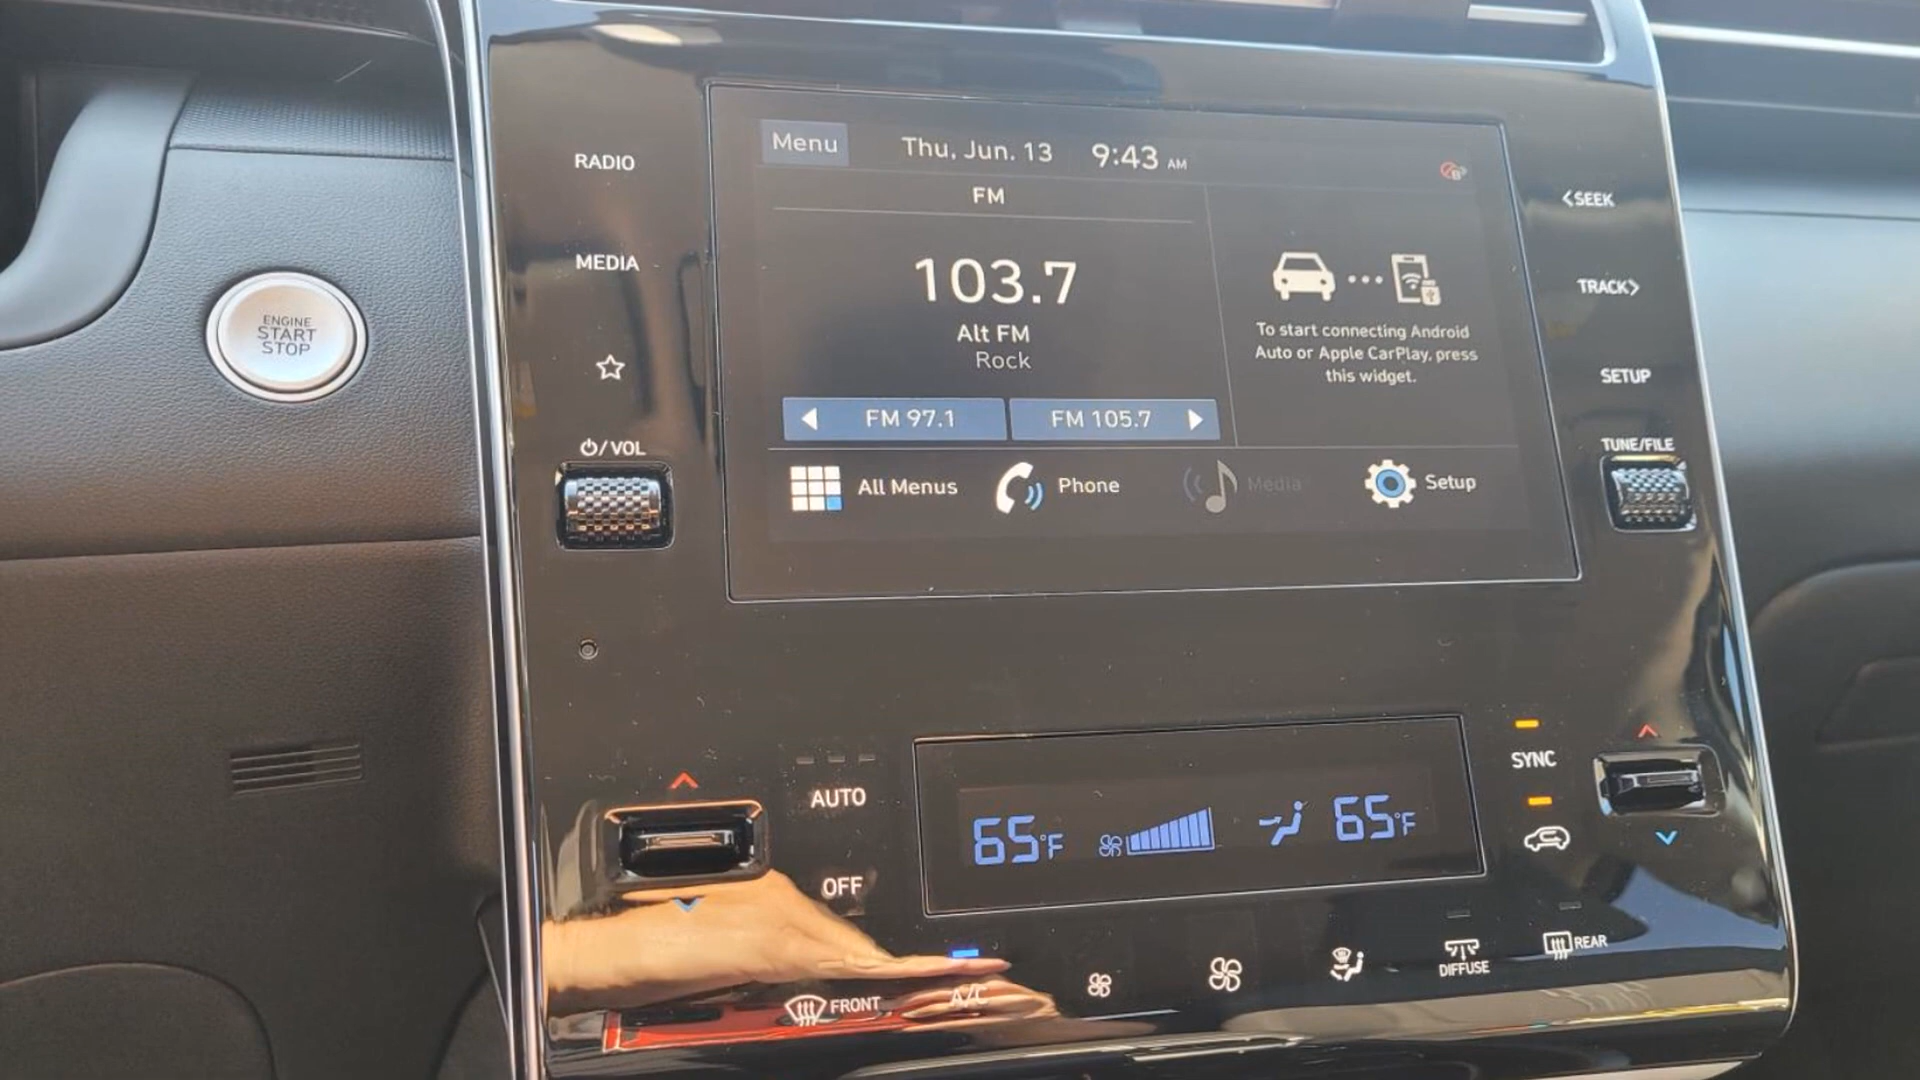 ENGINE
START
STOP
RADIO
MEDIA
/ VOL
Menu
Thu, Jun. 13
9:43 AM
FM
103.7
Alt FM
Rock
FM 97.1
FM 105.7
To start connecting Android
Auto or Apple CarPlay, press
this widget.
All Menus
Phone
Media
Setup
SEEK
TRACK
SETUP
TUNE/FILE
AUTO
OFF
65°F
65°F
SYNC
FRONT
A/C
DIFFUSE
REAR